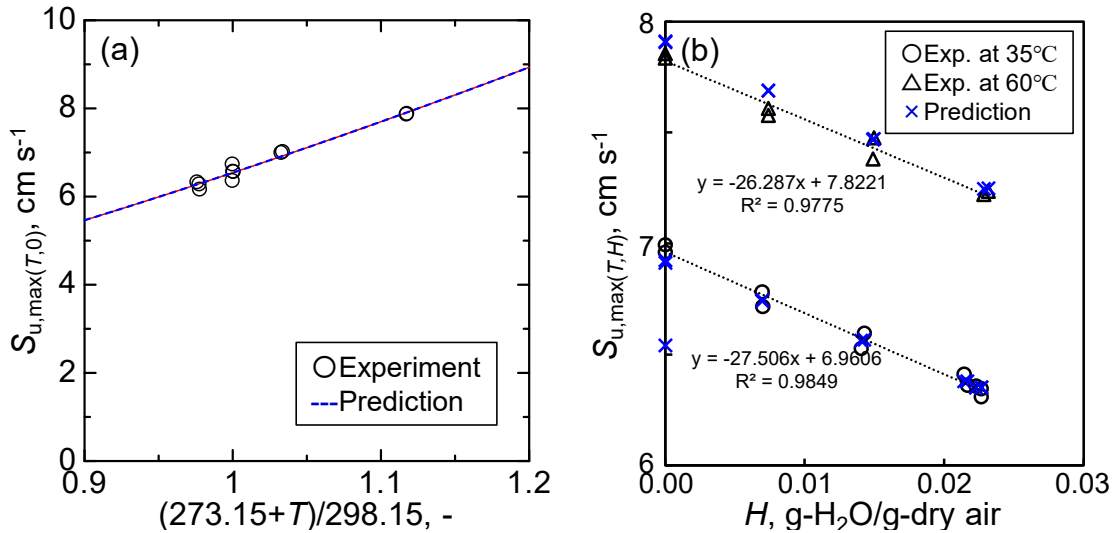 (a)
10
8
6
4
2
0
0.9
1
1.1
1.2
S_u,max(T,0), cm s⁻¹
(273.15+T)/298.15, -
Experiment
Prediction
(b)
8
7
6
0.00
0.01
0.02
0.03
S_u,max(T,H), cm s⁻¹
H, g-H₂O/g-dry air
Exp. at 35℃
Exp. at 60℃
Prediction
y = -26.287x + 7.8221
R² = 0.9775
y = -27.506x + 6.9606
R² = 0.9849